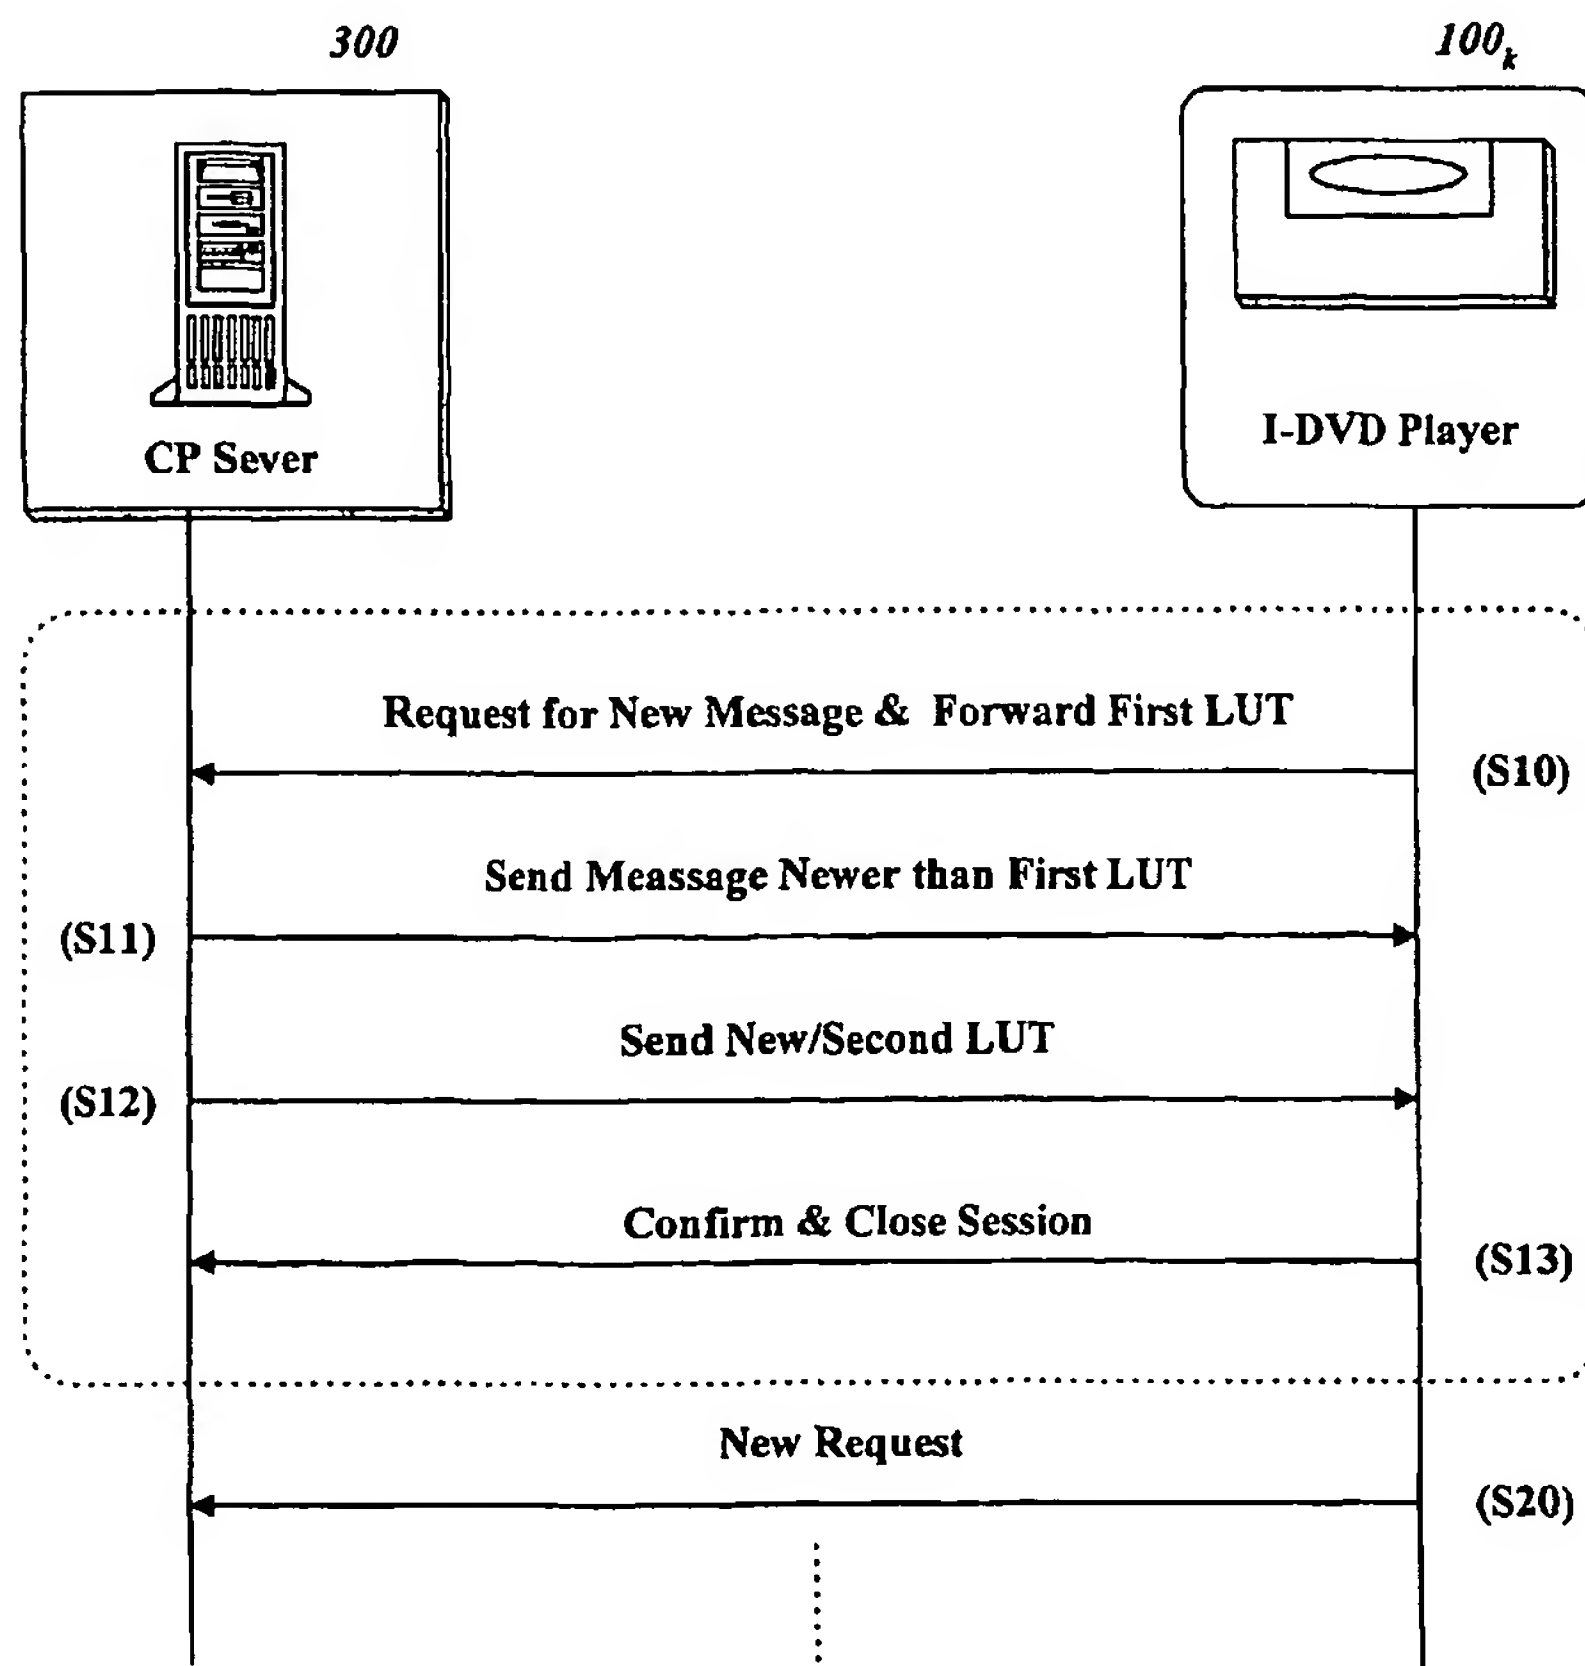 300
100k
CP Sever
I-DVD Player
Request for New Message & Forward First LUT
(S10)
Send Meassage Newer than First LUT
(S11)
Send New/Second LUT
(S12)
Confirm & Close Session
(S13)
New Request
(S20)